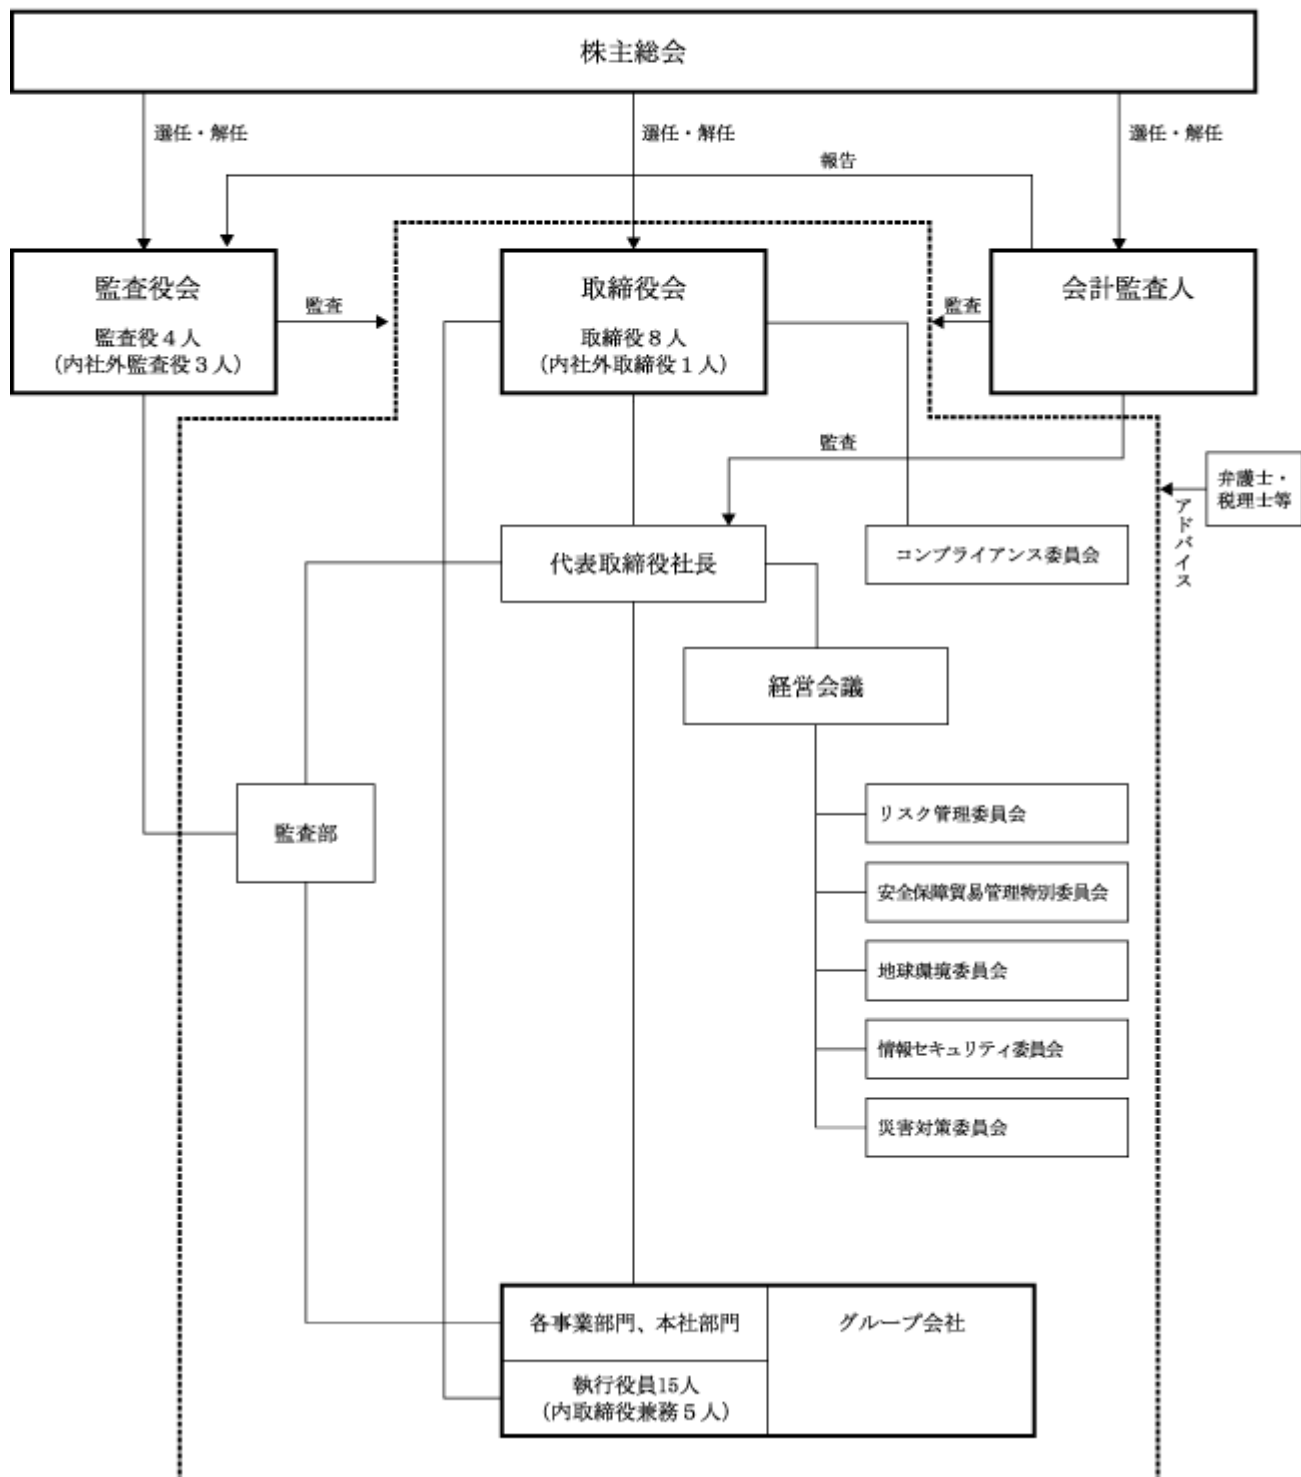 株主総会
選任・解任
選任・解任
選任・解任
報告
監査役会
監査役４人
（内社外監査役３人）
監査
取締役会
取締役８人
（内社外取締役１人）
監査
会計監査人
監査
弁護士・
税理士等
アドバイス
代表取締役社長
コンプライアンス委員会
経営会議
監査部
リスク管理委員会
安全保障貿易管理特別委員会
地球環境委員会
情報セキュリティ委員会
災害対策委員会
各事業部門、本社部門
グループ会社
執行役員15人
（内取締役兼務５人）